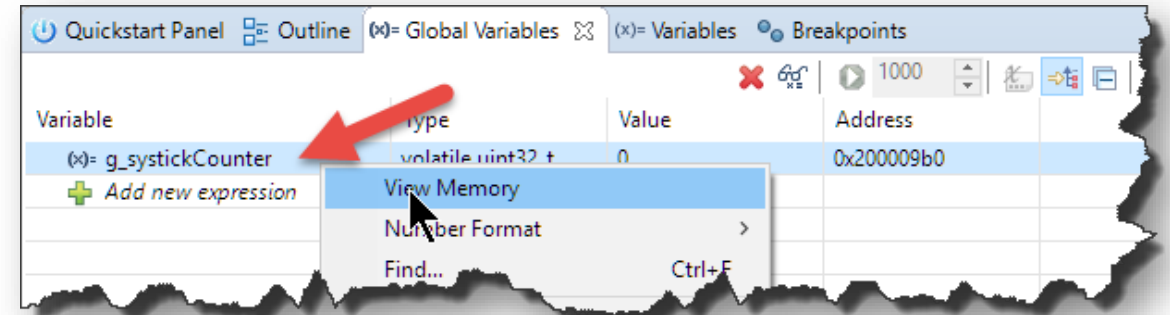 Quickstart Panel Outline (x)= Global Variables (x)= Variables Breakpoints
1000
Variable Type Value Address
(x)= g_systickCounter volatile uint32_t 0 0x200009b0
Add new expression
View Memory
Number Format
Find... Ctrl+F